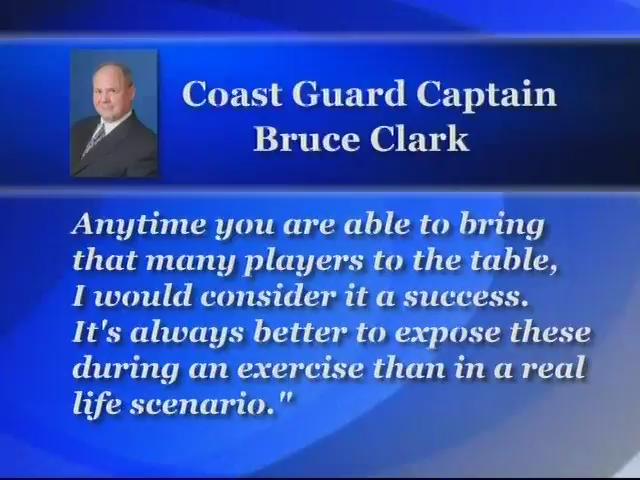 Coast Guard Captain
Bruce Clark
Anytime you are able to bring
that many players to the table,
I would consider it a success.
It's always better to expose these
during an exercise than in a real
life scenario."